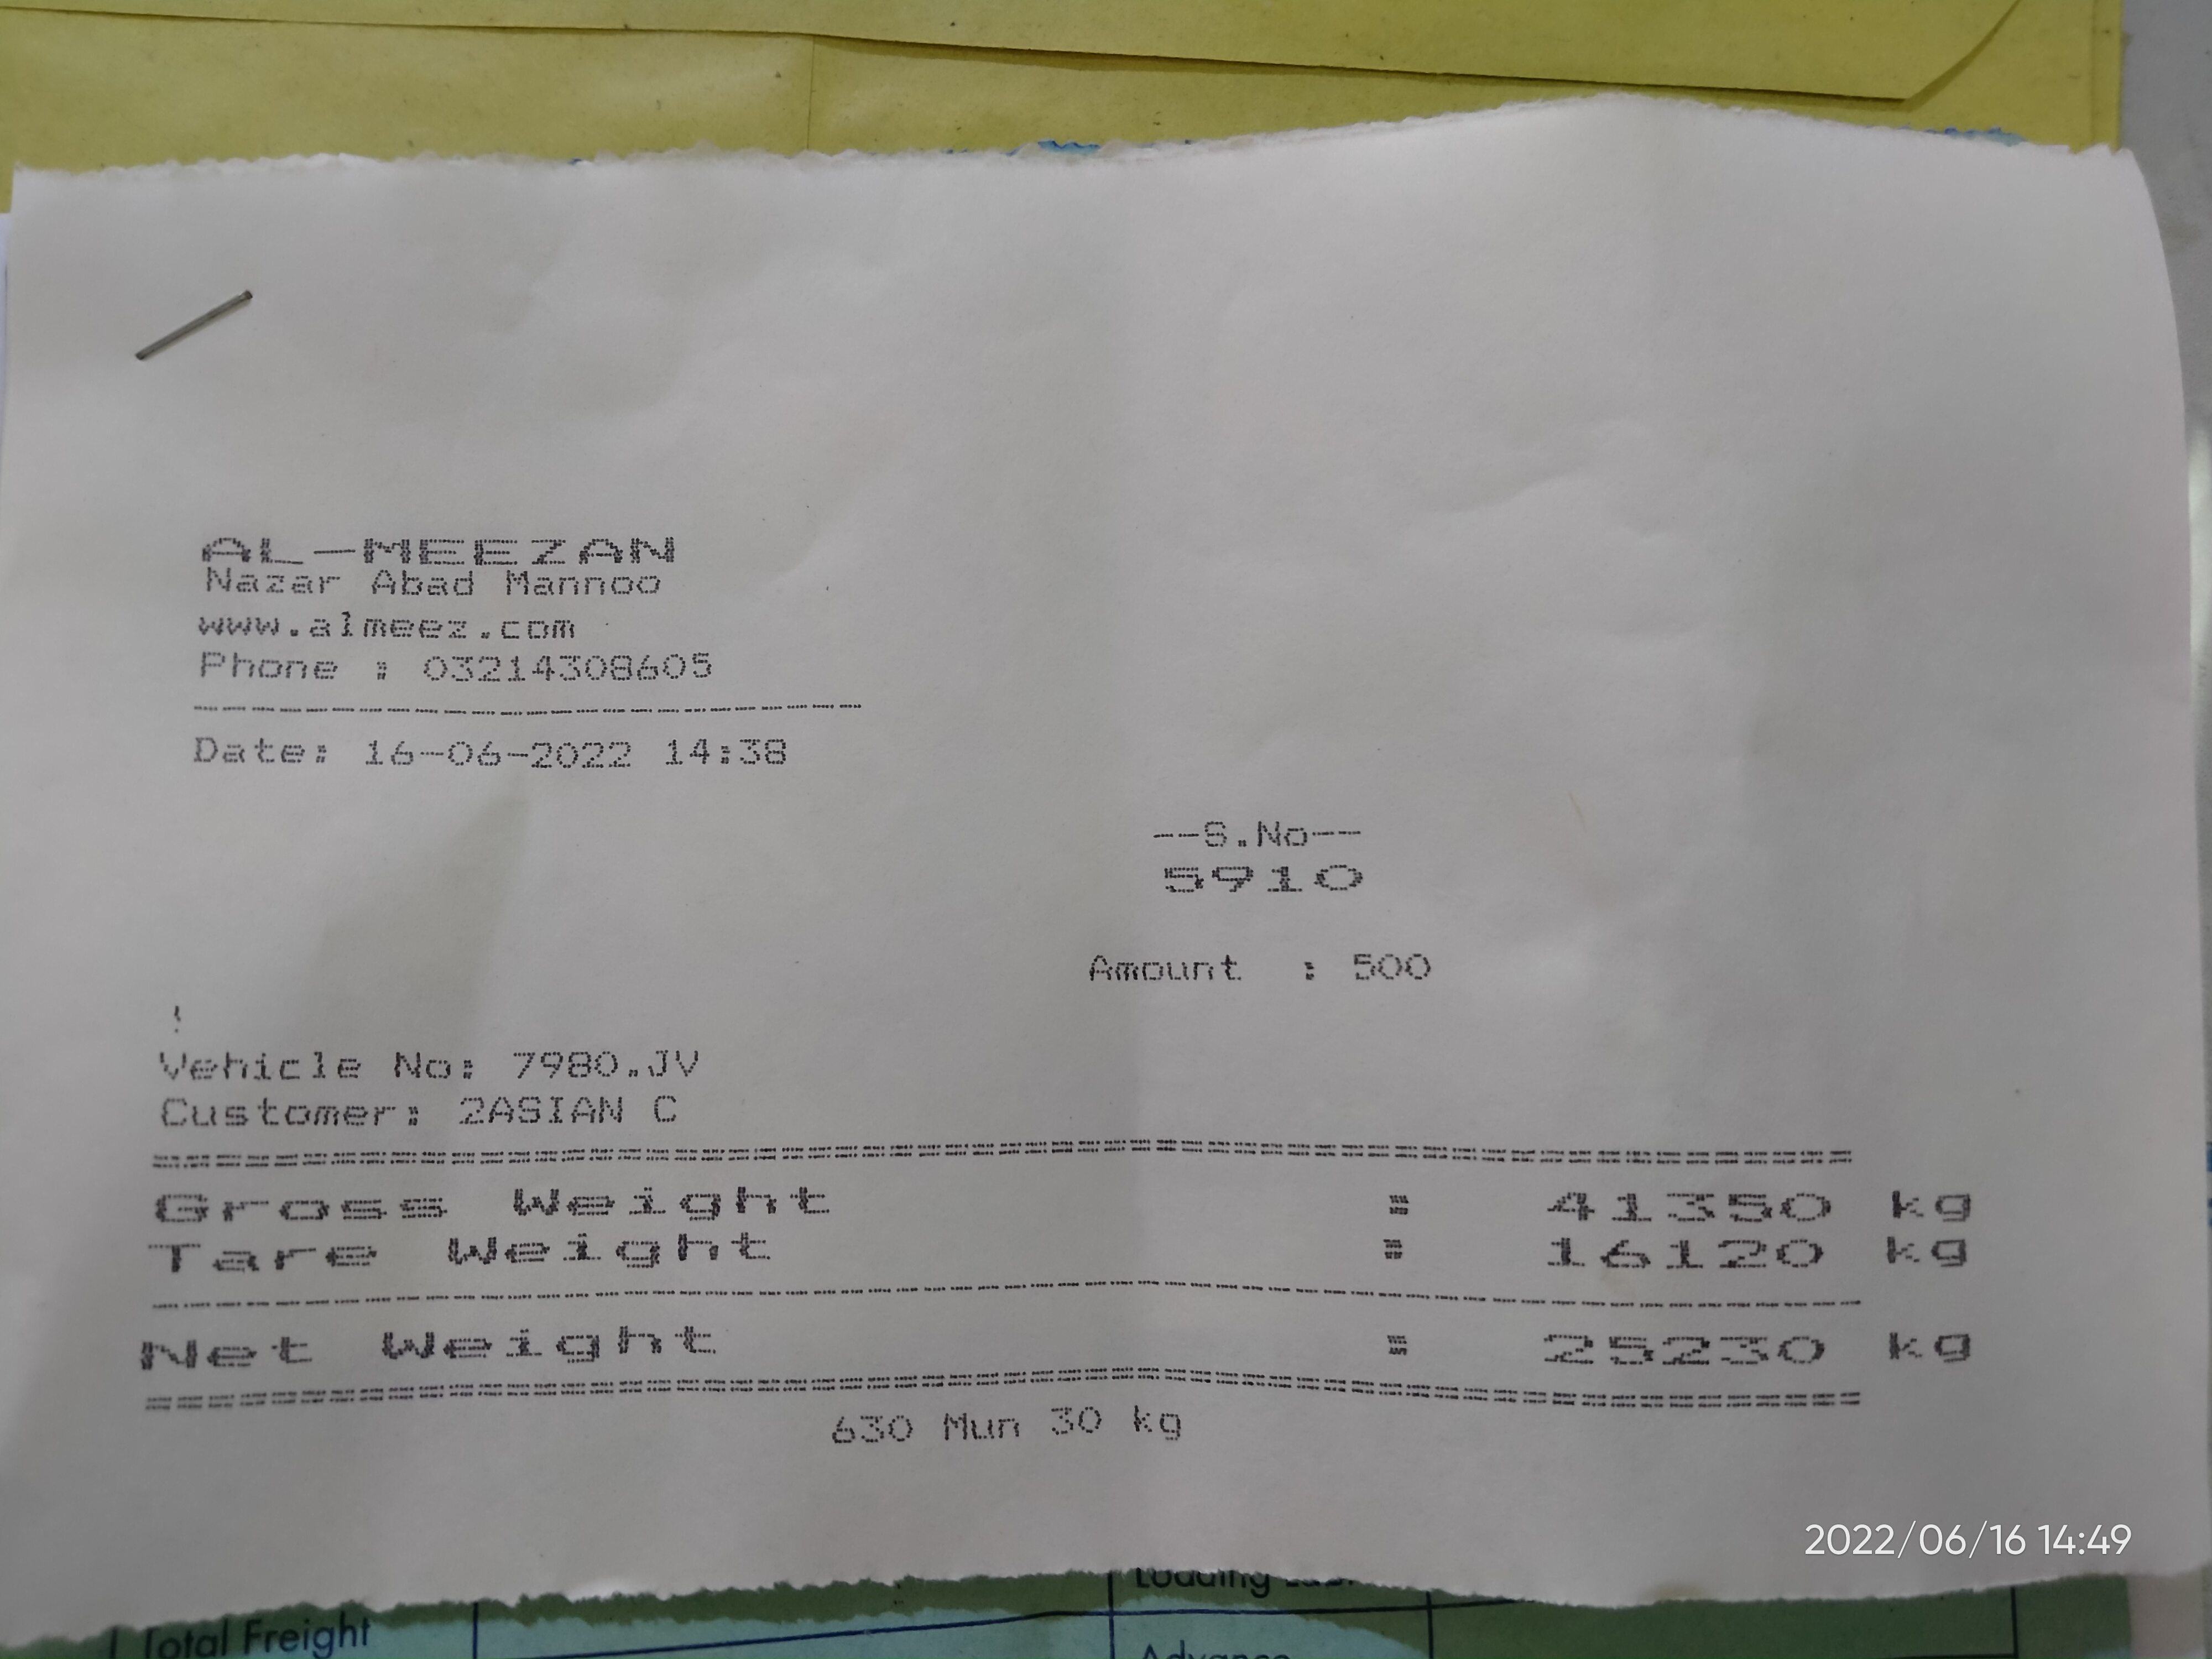 AL-MEEZAN
Nazar Abad Mannoo
www.almeez.com
Phone : 03214308605
Date: 16-06-2022 14:38
--S.No--
5910
Amount : 500
Vehicle No: 7980.JV
Customer: 2ASIAN C
Gross Weight : 41350 kg
Tare Weight : 16120 kg
Net Weight : 25230 kg
630 Mun 30 kg
2022/06/16 14:49
Loading
Total Freight
Advance